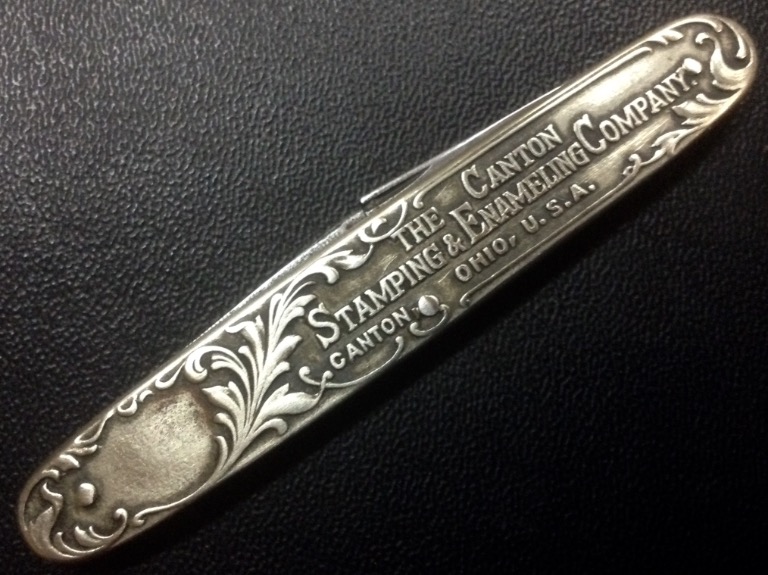 THE CANTON
STAMPING & ENAMELING COMPANY.
CANTON OHIO, U.S.A.